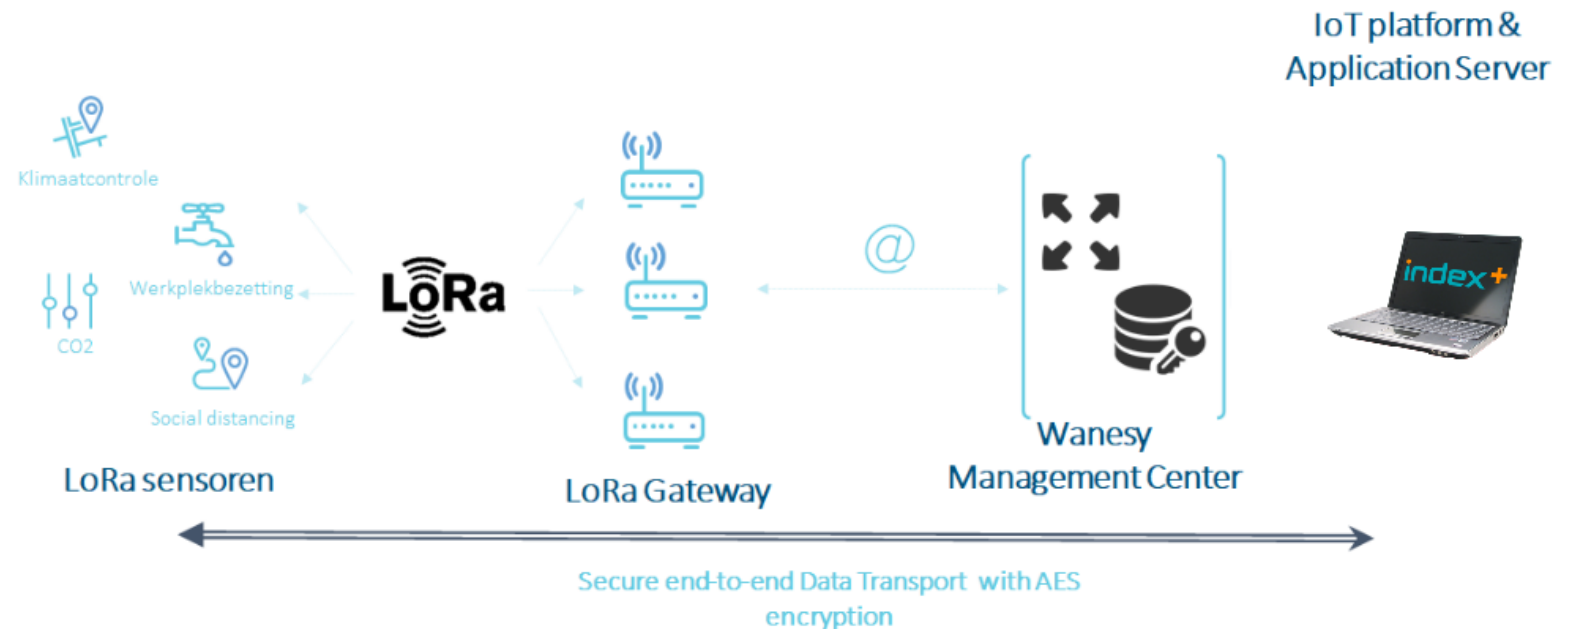 IoT platform &
Application Server
Klimaatcontrole
Werkplekbezetting
CO2
Social distancing
LoRa sensoren
LoRa
LoRa Gateway
@
Wanesy
Management Center
index+
Secure end-to-end Data Transport with AES
encryption